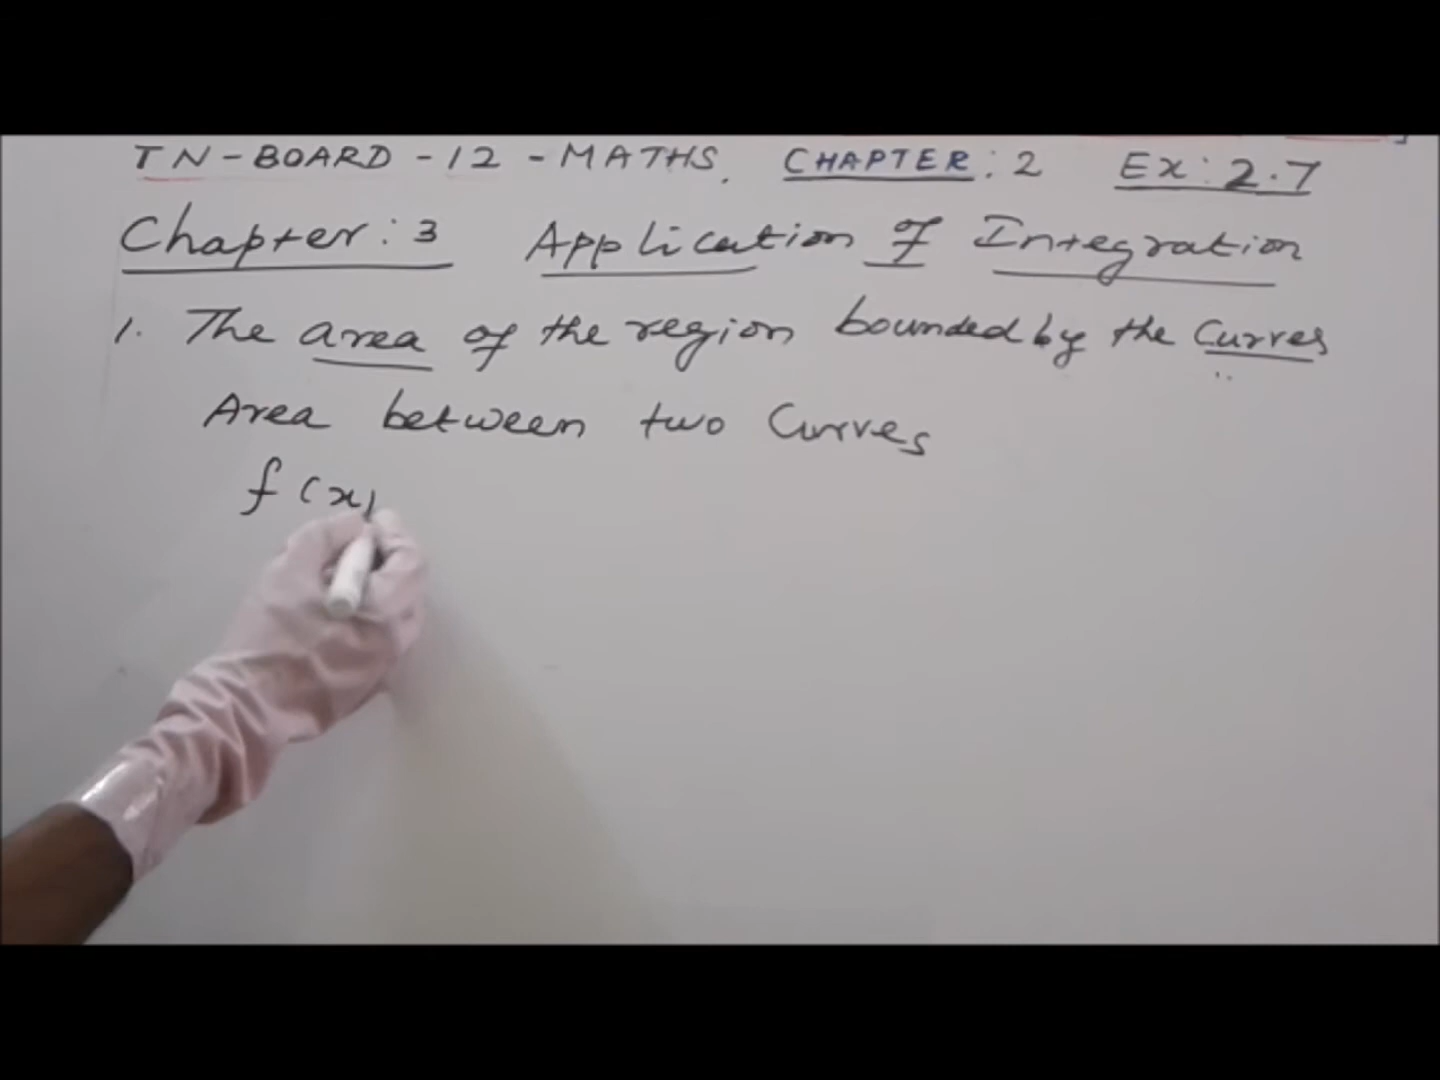 TN-BOARD-12-MATHS. CHAPTER: 2 Ex: 2.7
Chapter: 3 Application of Integration
1. The area of the region bounded by the Curves
Area between two Curves
f(x)